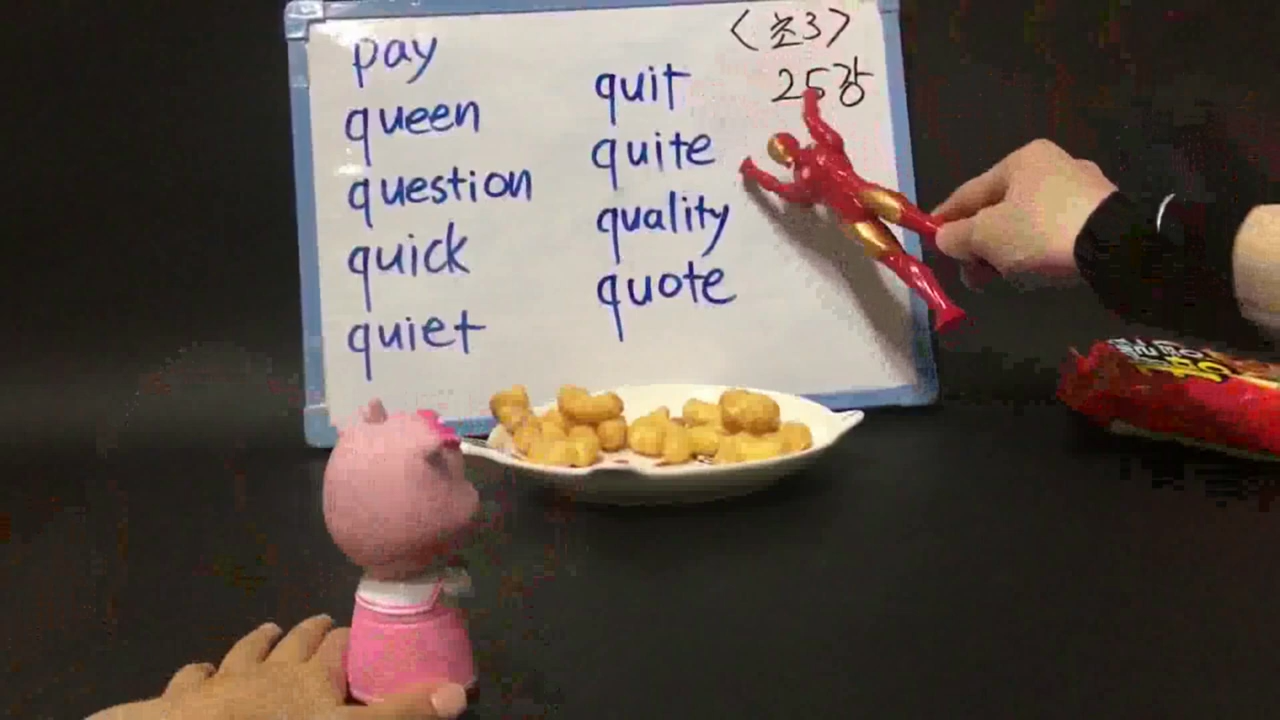 pay
queen
question
quick
quiet
quit
quite
quality
quote
<초3>
25강